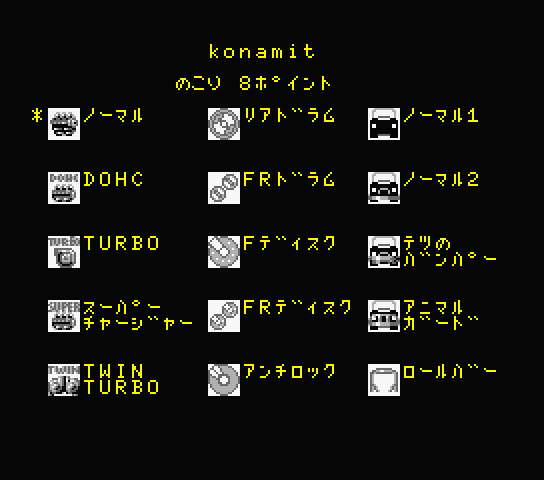 konamit
のこり 8ポイント
*ノーマル リアドラム ノーマル1
DOHC FRドラム ノーマル2
TURBO Fディスク テツの
バンパー
スーパー FRディスク アニマル
チャージャー ガード
TWIN アンチロック ロールバー
TURBO